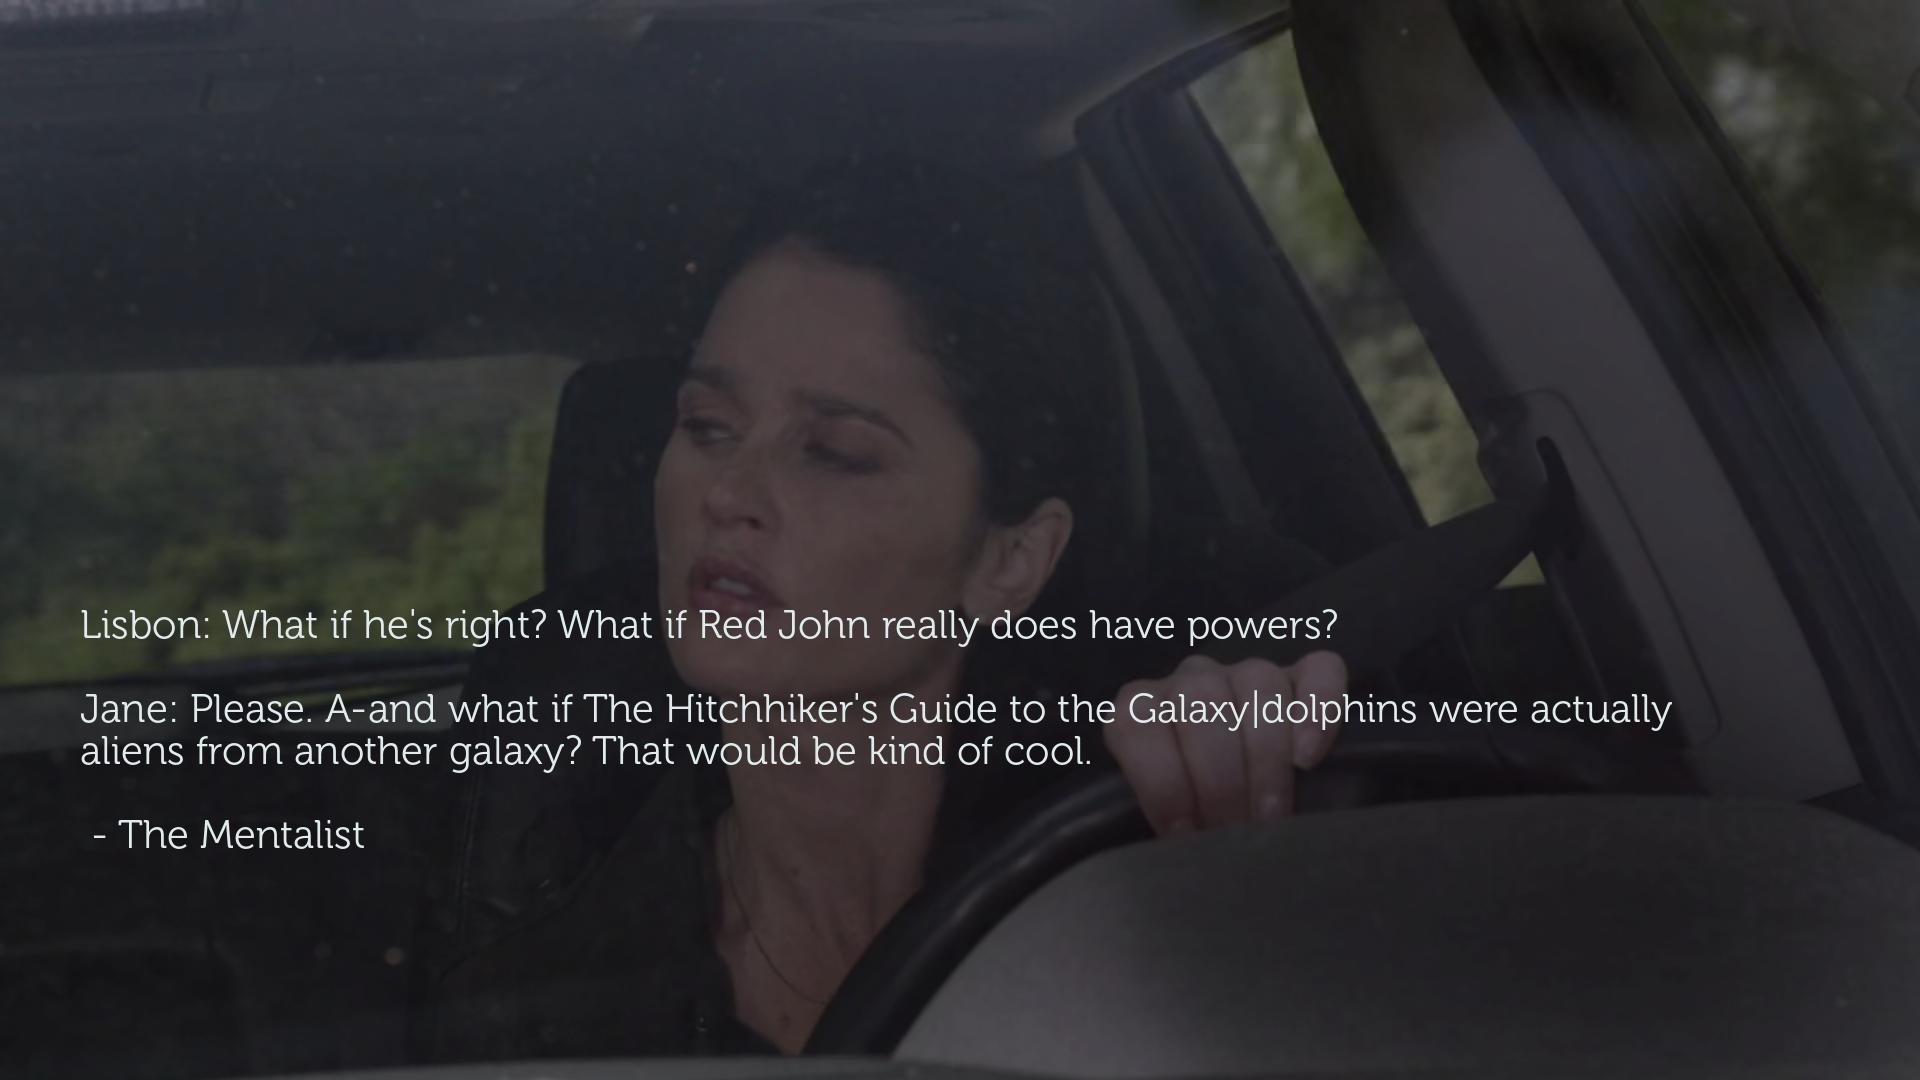 Lisbon: What if he's right? What if Red John really does have powers?
Jane: Please. A-and what if The Hitchhiker's Guide to the Galaxy|dolphins were actually
aliens from another galaxy? That would be kind of cool.
- The Mentalist